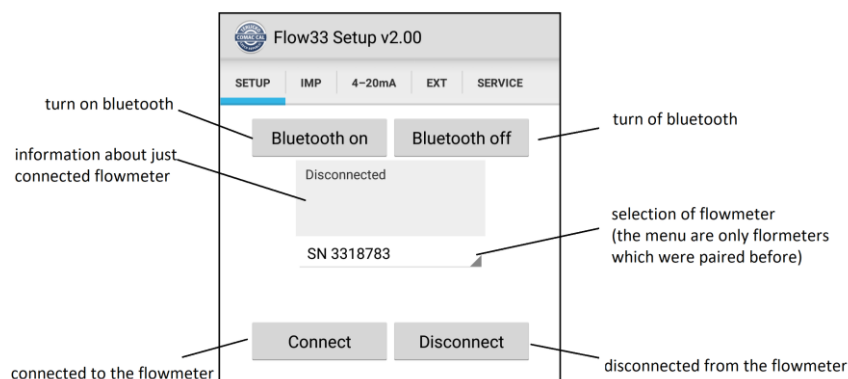 Flow33 Setup v2.00
SETUP IMP 4–20mA EXT SERVICE
turn on bluetooth
Bluetooth on Bluetooth off
turn of bluetooth
information about just
connected flowmeter
Disconnected
selection of flowmeter
(the menu are only flormeters
which were paired before)
SN 3318783
Connect Disconnect
connected to the flowmeter
disconnected from the flowmeter
COMAC CAL